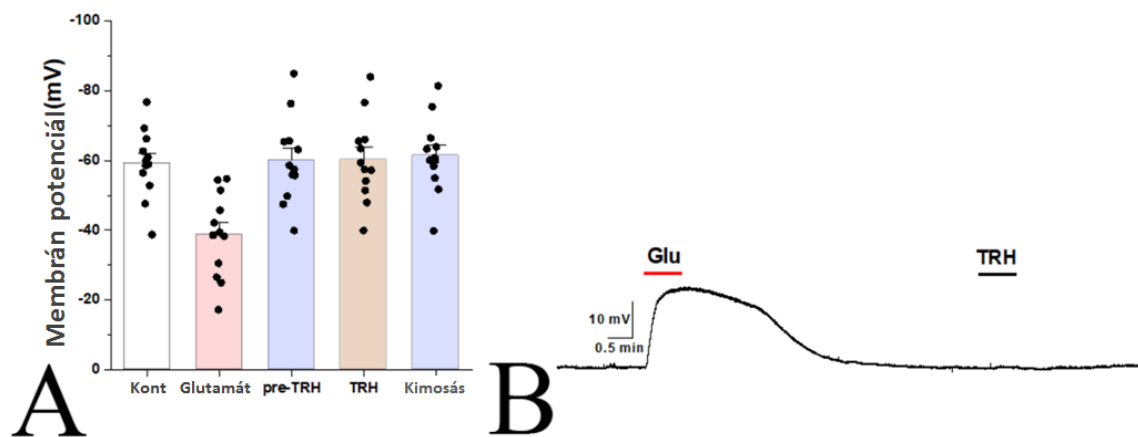 Membrán potenciál(mV)
-100
-80
-60
-40
-20
0
Kont Glutamát pre-TRH TRH Kimosás
A
Glu
TRH
10 mV
0.5 min
B